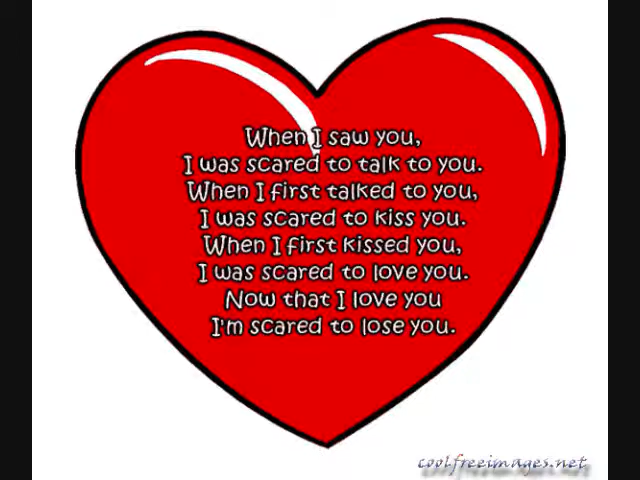 When I saw you,
I was scared to talk to you.
When I first talked to you,
I was scared to kiss you.
When I first kissed you,
I was scared to love you.
Now that I love you
I'm scared to lose you.
coolfreeimages.net